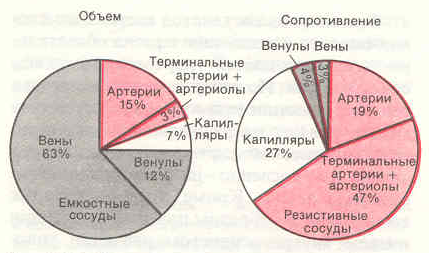 Объем
Артерии
15%
Терминальные
артерии +
артериолы
3%
Капил-
ляры
7%
Венулы
12%
Вены
63%
Емкостные
сосуды
Сопротивление
Венулы Вены
4%
3%
Артерии
19%
Капилляры
27%
Терминальные
артерии +
артериолы
47%
Резистивные
сосуды